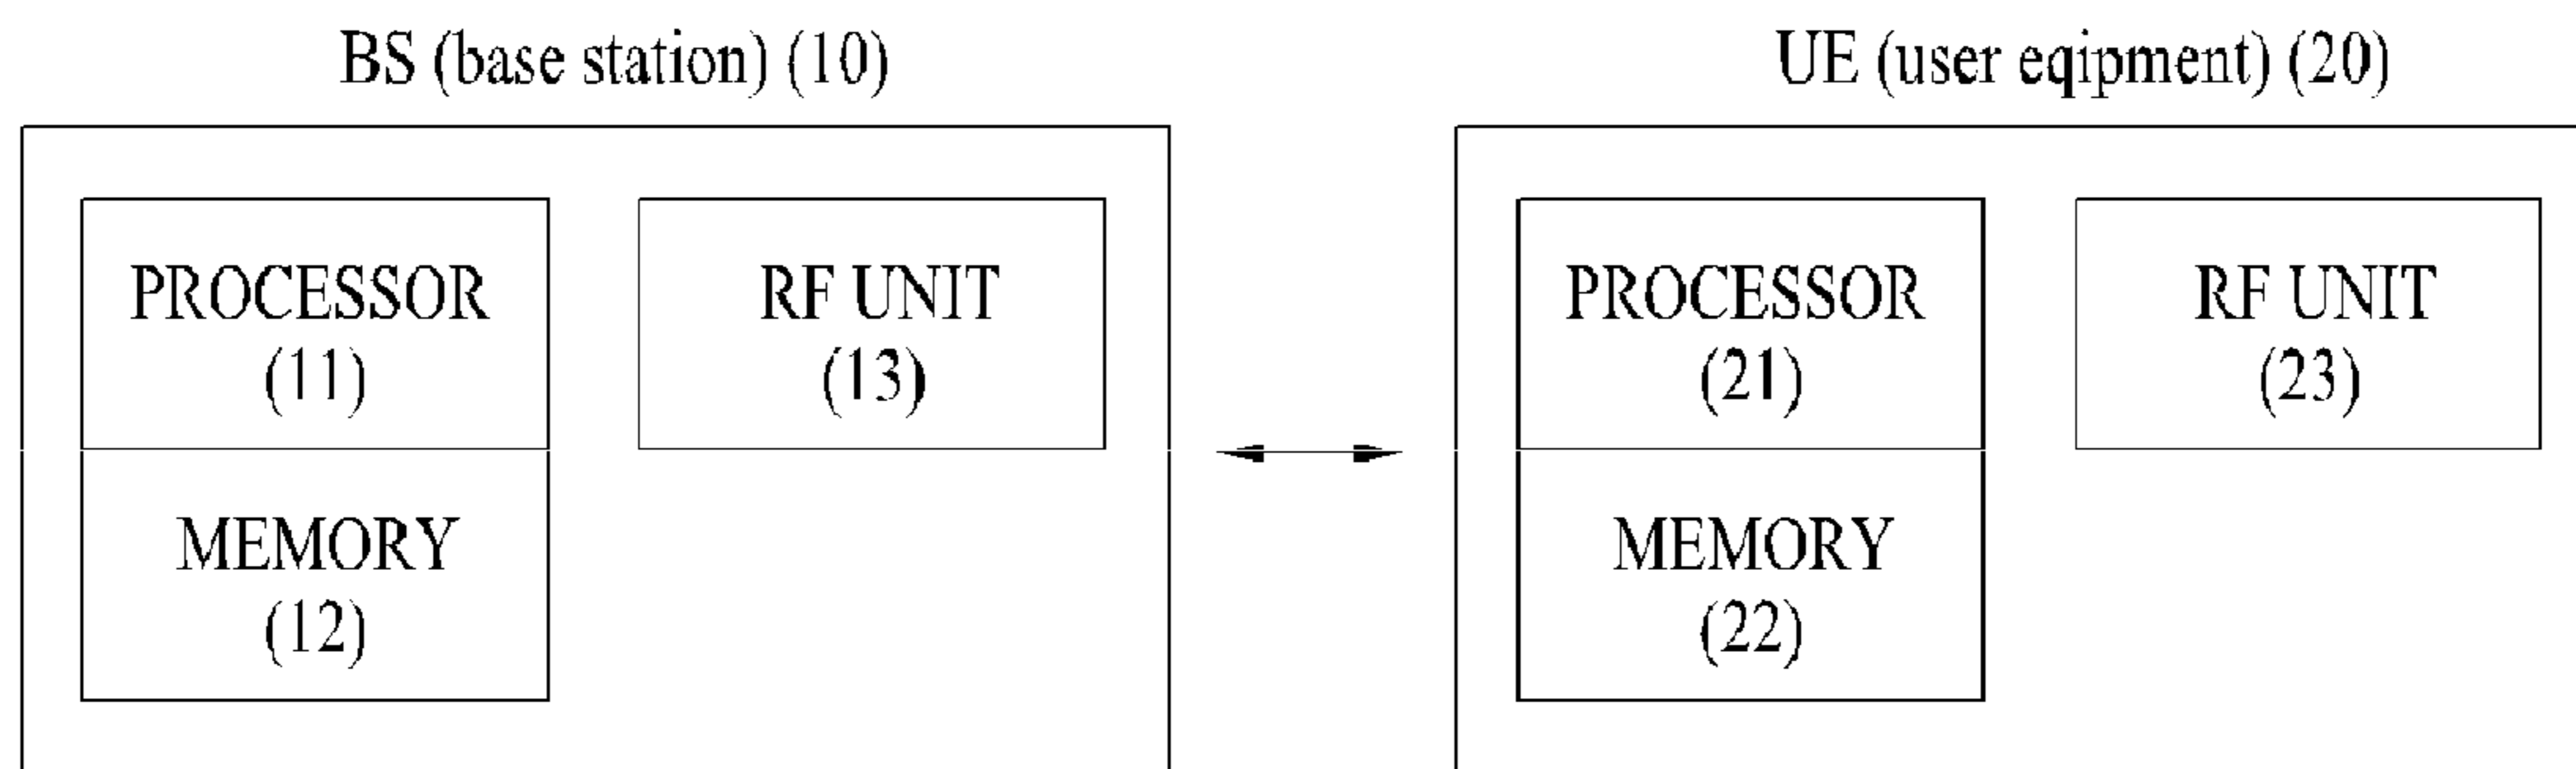 BS (base station) (10)
UE (user eqipment) (20)
PROCESSOR
(11)
RF UNIT
(13)
MEMORY
(12)
PROCESSOR
(21)
RF UNIT
(23)
MEMORY
(22)